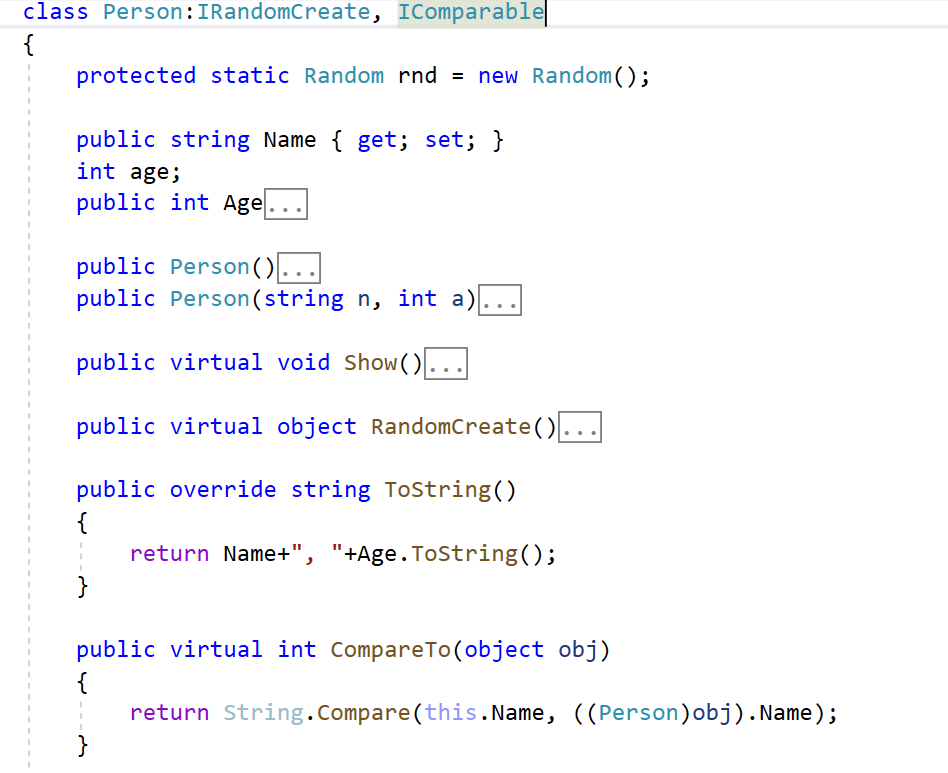 class Person:IRandomCreate, IComparable
{
protected static Random rnd = new Random();
public string Name { get; set; }
int age;
public int Age...
public Person()...
public Person(string n, int a)...
public virtual void Show()...
public virtual object RandomCreate()...
public override string ToString()
{
return Name+", "+Age.ToString();
}
public virtual int CompareTo(object obj)
{
return String.Compare(this.Name, ((Person)obj).Name);
}